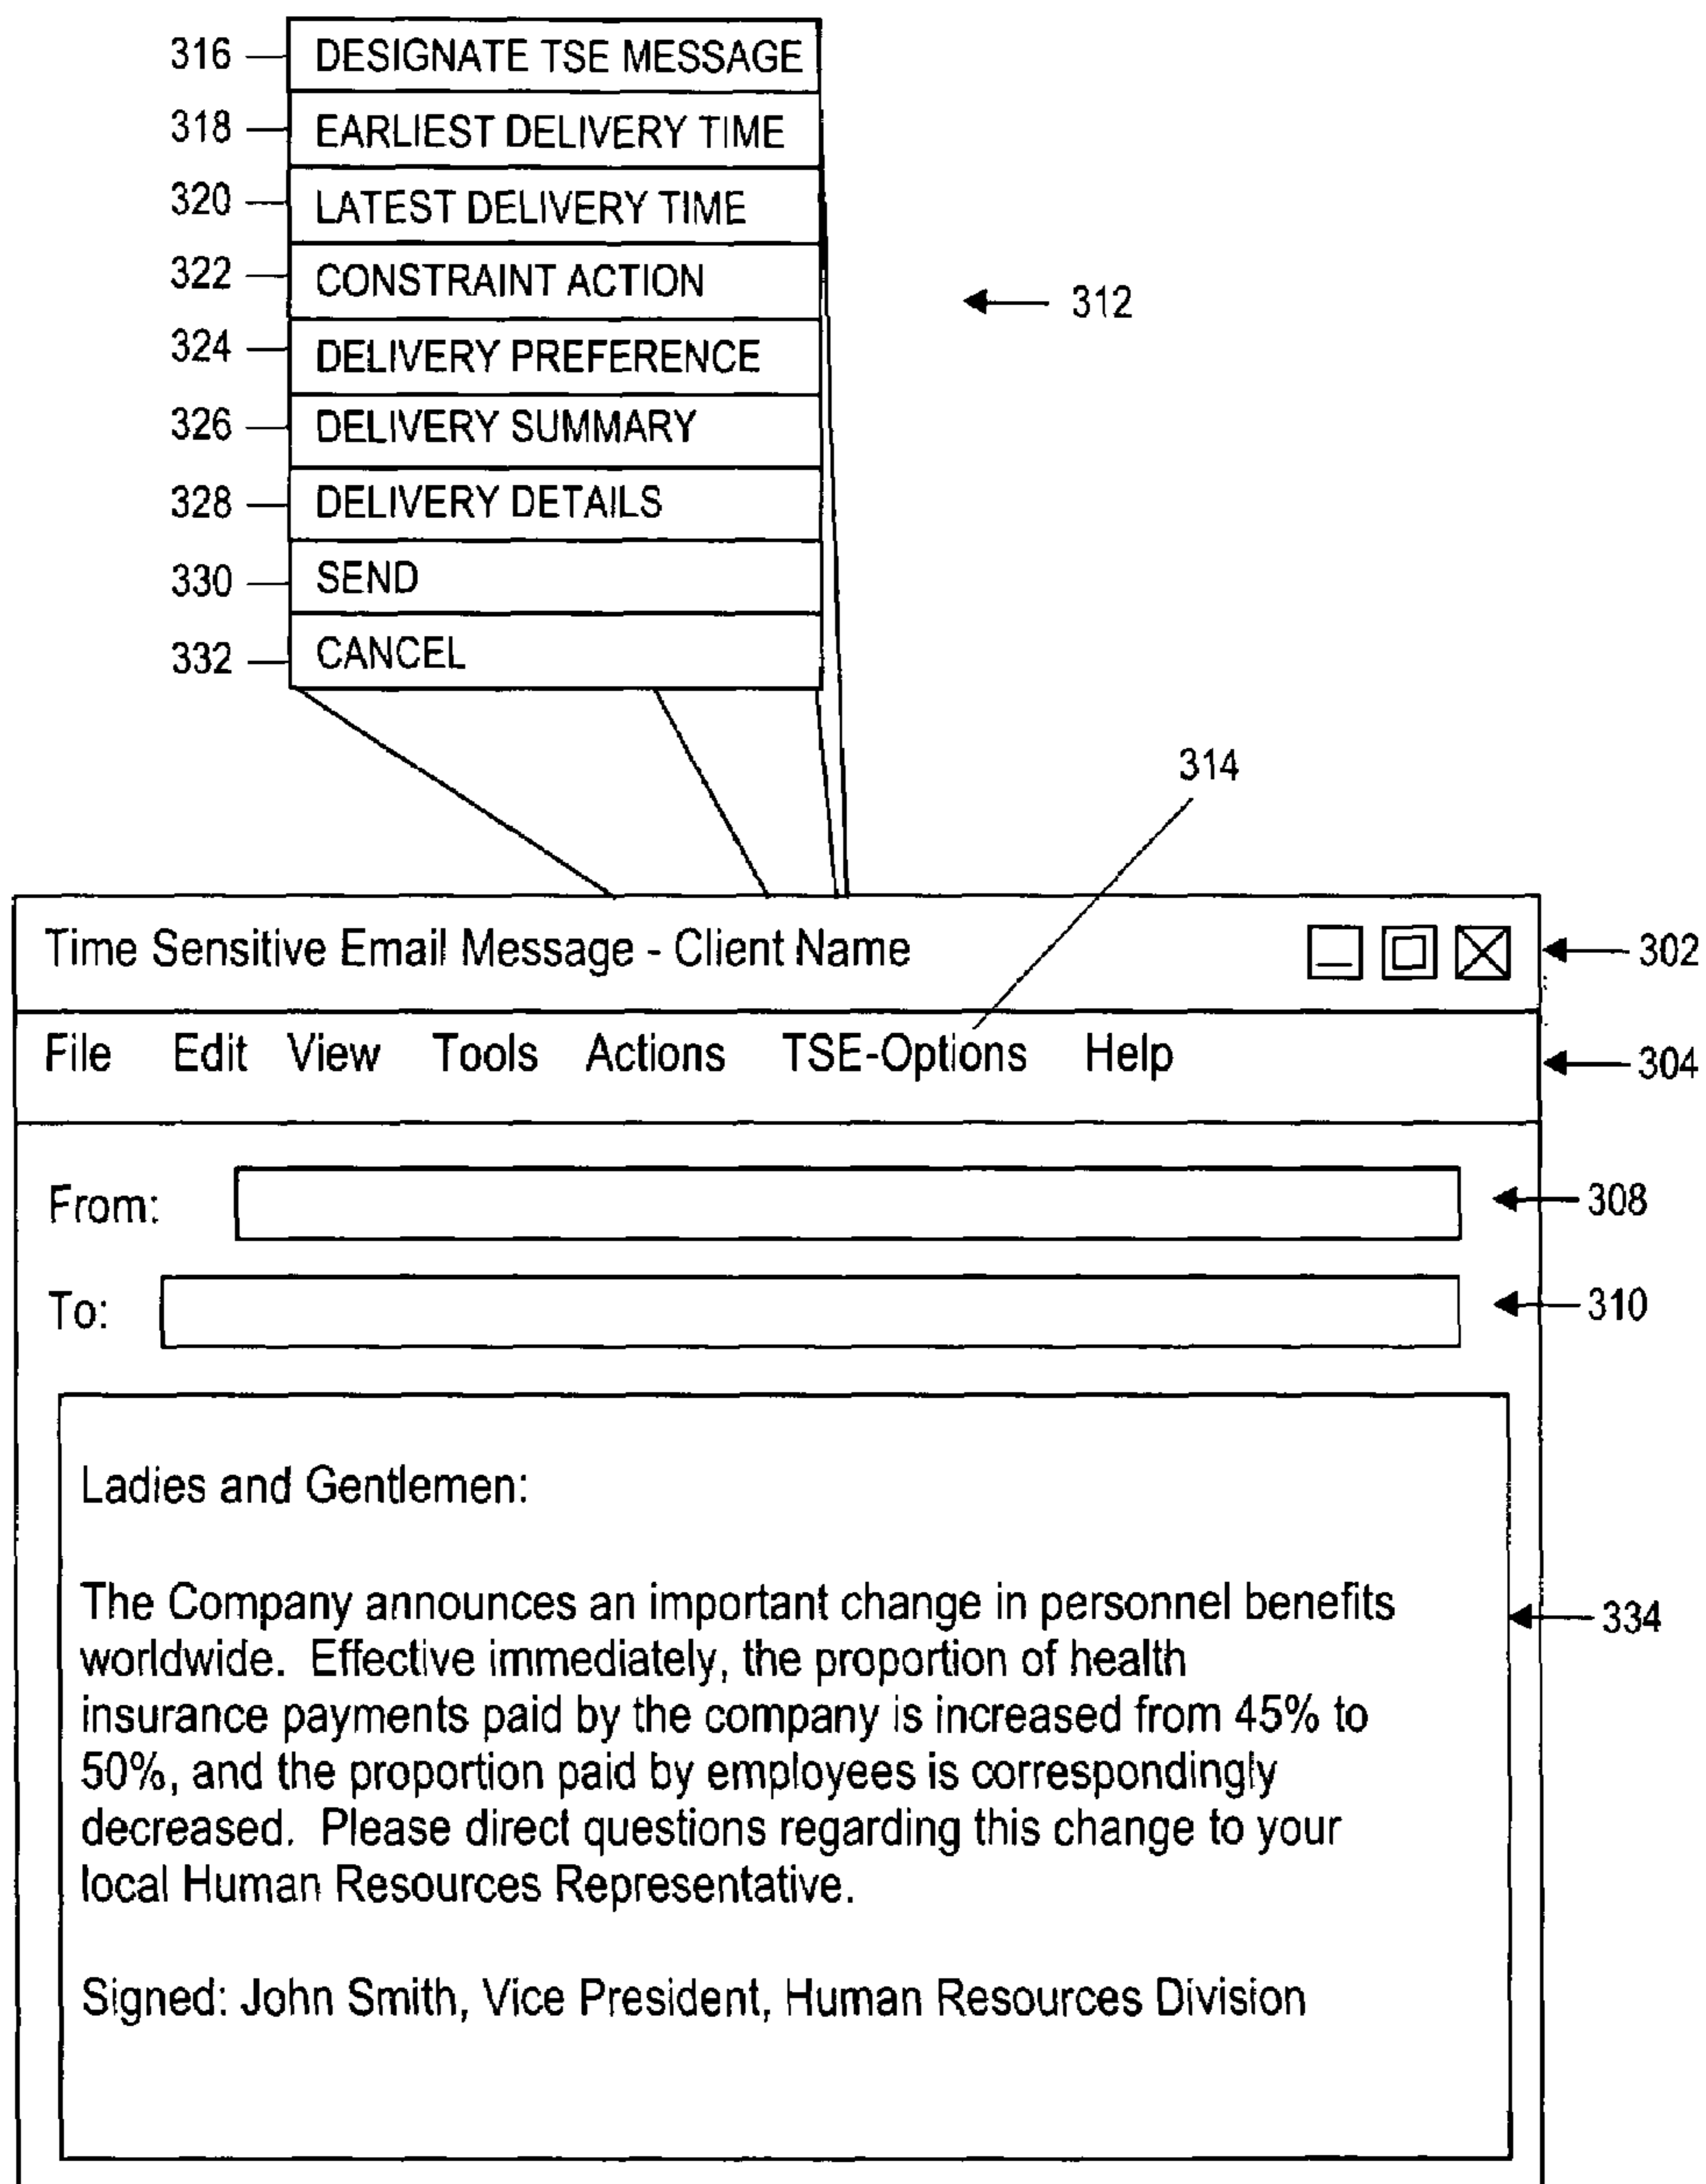 316 DESIGNATE TSE MESSAGE
318 EARLIEST DELIVERY TIME
320 LATEST DELIVERY TIME
322 CONSTRAINT ACTION
312
324 DELIVERY PREFERENCE
326 DELIVERY SUMMARY
328 DELIVERY DETAILS
330 SEND
332 CANCEL
314
Time Sensitive Email Message - Client Name
302
File Edit View Tools Actions TSE-Options Help
304
From:
308
To:
310
Ladies and Gentlemen:
The Company announces an important change in personnel benefits
334
worldwide. Effective immediately, the proportion of health
insurance payments paid by the company is increased from 45% to
50%, and the proportion paid by employees is correspondingly
decreased. Please direct questions regarding this change to your
local Human Resources Representative.
Signed: John Smith, Vice President, Human Resources Division